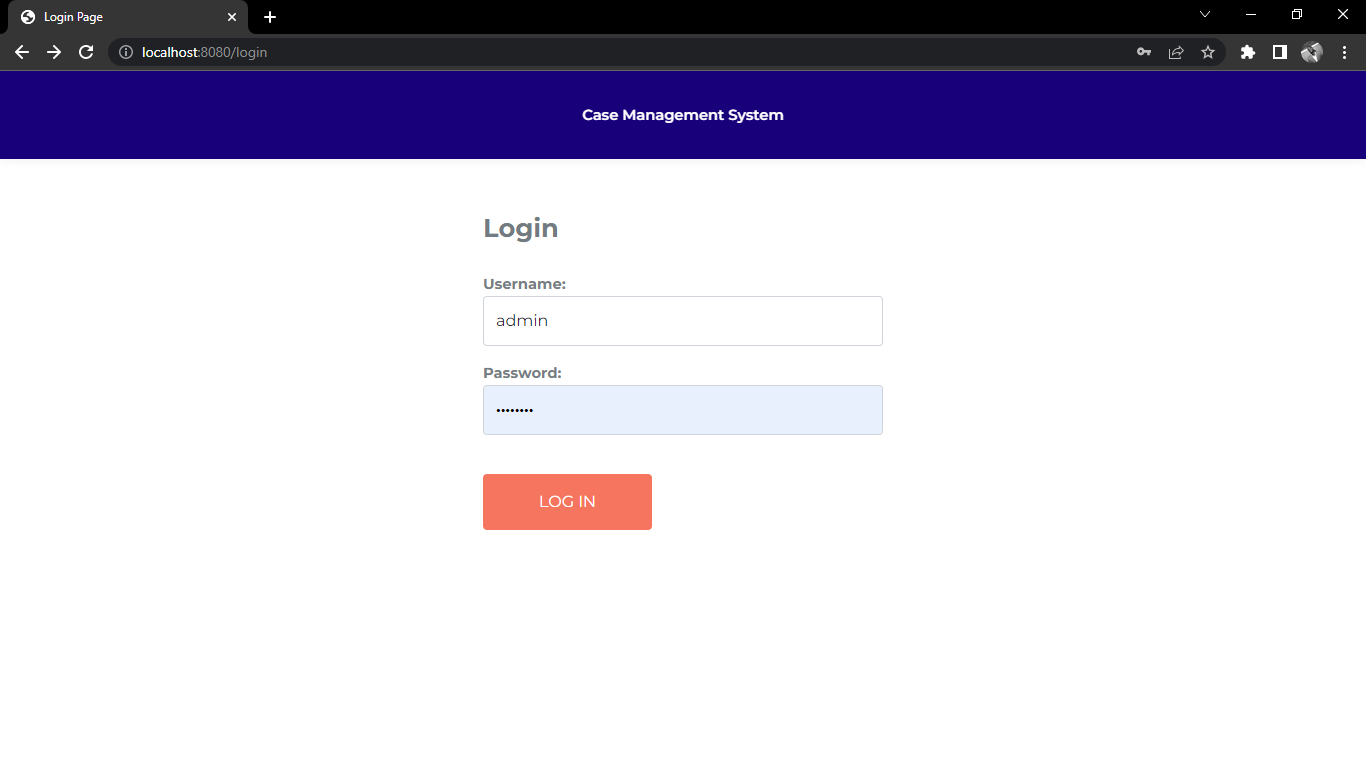 Login Page
localhost:8080/login
Case Management System
Login
Username:
admin
Password:
••••••••
LOG IN